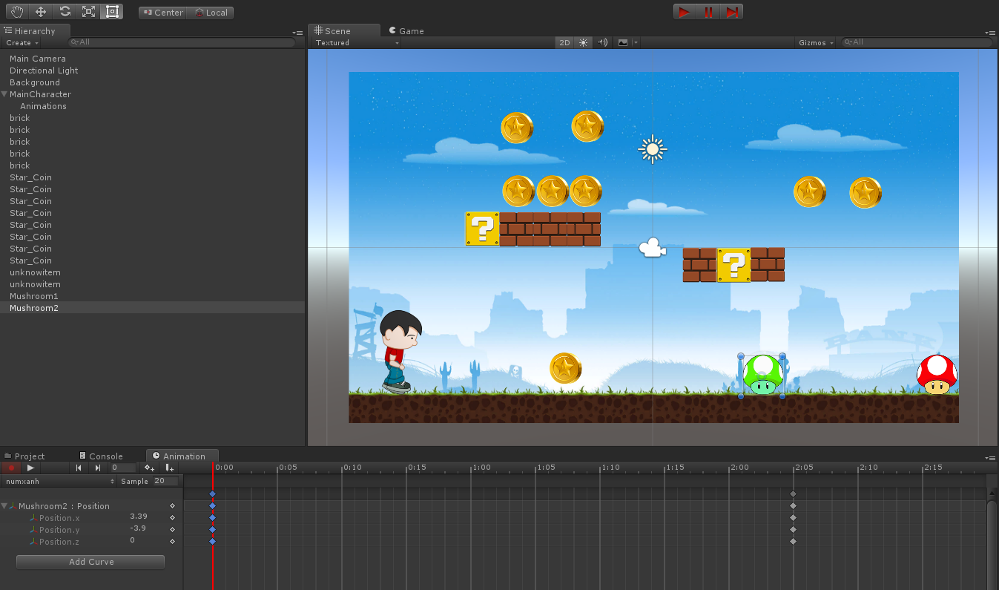 Center Local
Hierarchy
Create All
Main Camera
Directional Light
Background
MainCharacter
Animations
brick
brick
brick
brick
brick
Star_Coin
Star_Coin
Star_Coin
Star_Coin
Star_Coin
Star_Coin
Star_Coin
Star_Coin
unknowitem
unknowitem
Mushroom1
Mushroom2
Scene Game
Textured 2D Gizmos All
?
?
BANK
Project Console Animation
0
numxanh Sample 20
0:00 0:05 0:10 0:15 1:00 1:05 1:10 1:15 2:00 2:05 2:10 2:15
Mushroom2 : Position
Position.x 3.39
Position.y -3.9
Position.z 0
Add Curve